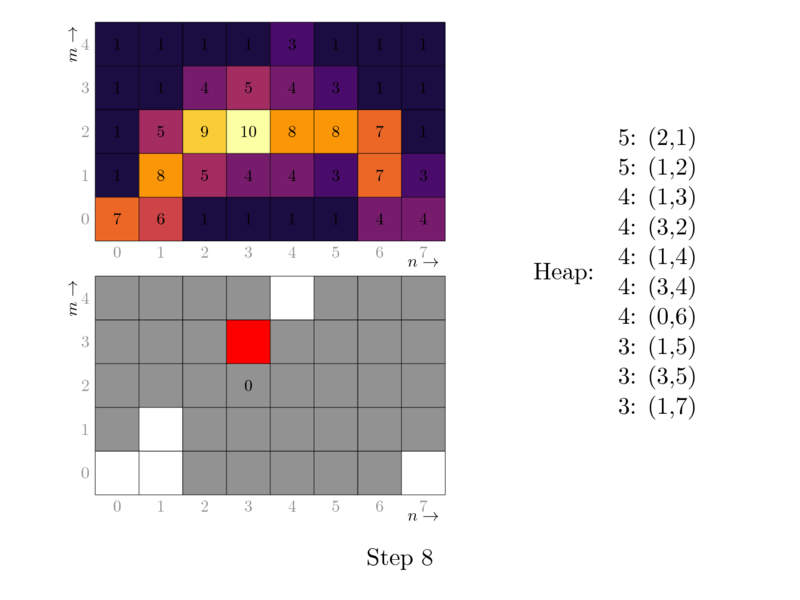 m →
4 1 1 1 1 3 1 1 1
3 1 1 4 5 4 3 1 1
2 1 5 9 10 8 8 7 1
1 1 8 5 4 4 3 7 3
0 7 6 1 1 1 1 4 4
0 1 2 3 4 5 6 7
n →
m →
4
3
2 0
1
0
0 1 2 3 4 5 6 7
n →
Heap:
5: (2,1)
5: (1,2)
4: (1,3)
4: (3,2)
4: (1,4)
4: (3,4)
4: (0,6)
3: (1,5)
3: (3,5)
3: (1,7)
Step 8